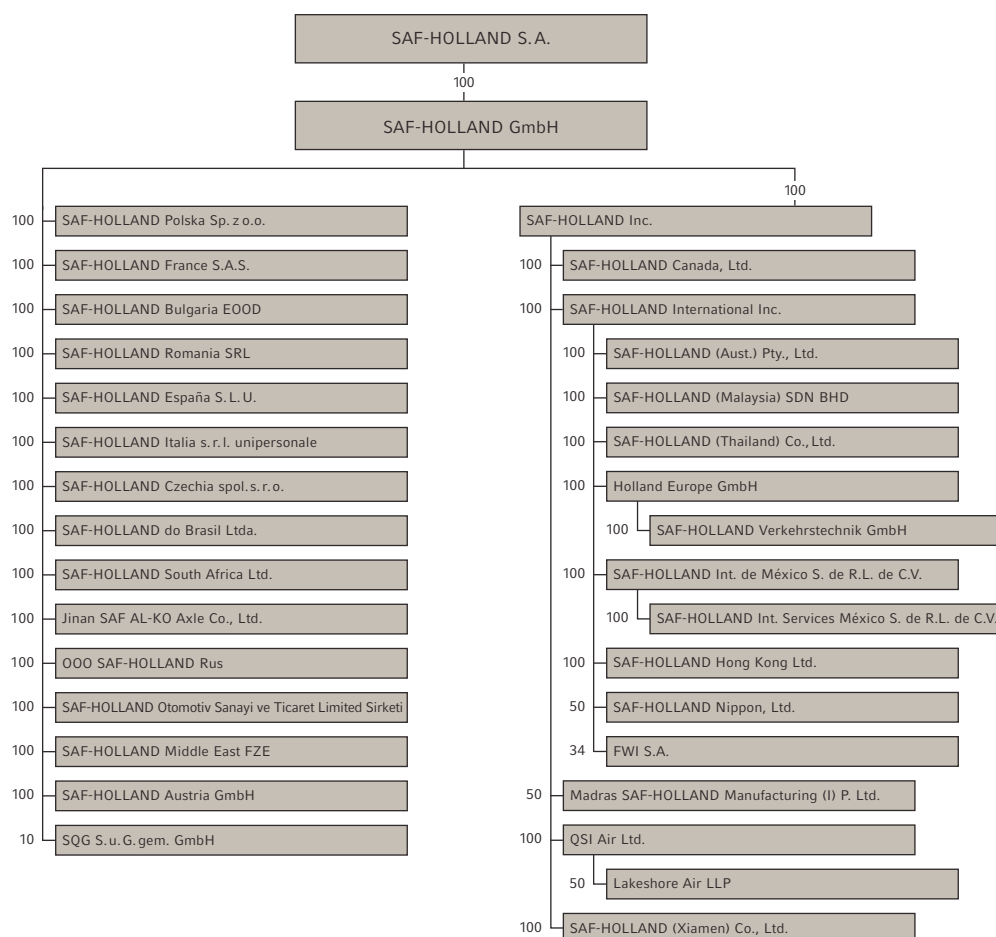 SAF-HOLLAND S.A.
100
SAF-HOLLAND GmbH
100
100 SAF-HOLLAND Polska Sp. z o.o.
100 SAF-HOLLAND France S.A.S.
100 SAF-HOLLAND Bulgaria EOOD
100 SAF-HOLLAND Romania SRL
100 SAF-HOLLAND España S.L.U.
100 SAF-HOLLAND Italia s.r.l. unipersonale
100 SAF-HOLLAND Czechia spol.s.r.o.
100 SAF-HOLLAND do Brasil Ltda.
100 SAF-HOLLAND South Africa Ltd.
100 Jinan SAF AL-KO Axle Co., Ltd.
100 OOO SAF-HOLLAND Rus
100 SAF-HOLLAND Otomotiv Sanayi ve Ticaret Limited Sirketi
100 SAF-HOLLAND Middle East FZE
100 SAF-HOLLAND Austria GmbH
10 SQG S.u.G.gem. GmbH
SAF-HOLLAND Inc.
100 SAF-HOLLAND Canada, Ltd.
100 SAF-HOLLAND International Inc.
100 SAF-HOLLAND (Aust.) Pty., Ltd.
100 SAF-HOLLAND (Malaysia) SDN BHD
100 SAF-HOLLAND (Thailand) Co., Ltd.
100 Holland Europe GmbH
100 SAF-HOLLAND Verkehrstechnik GmbH
100 SAF-HOLLAND Int. de México S. de R.L. de C.V.
100 SAF-HOLLAND Int. Services México S. de R.L. de C.V.
100 SAF-HOLLAND Hong Kong Ltd.
50 SAF-HOLLAND Nippon, Ltd.
34 FWI S.A.
50 Madras SAF-HOLLAND Manufacturing (I) P. Ltd.
100 QSI Air Ltd.
50 Lakeshore Air LLP
100 SAF-HOLLAND (Xiamen) Co., Ltd.